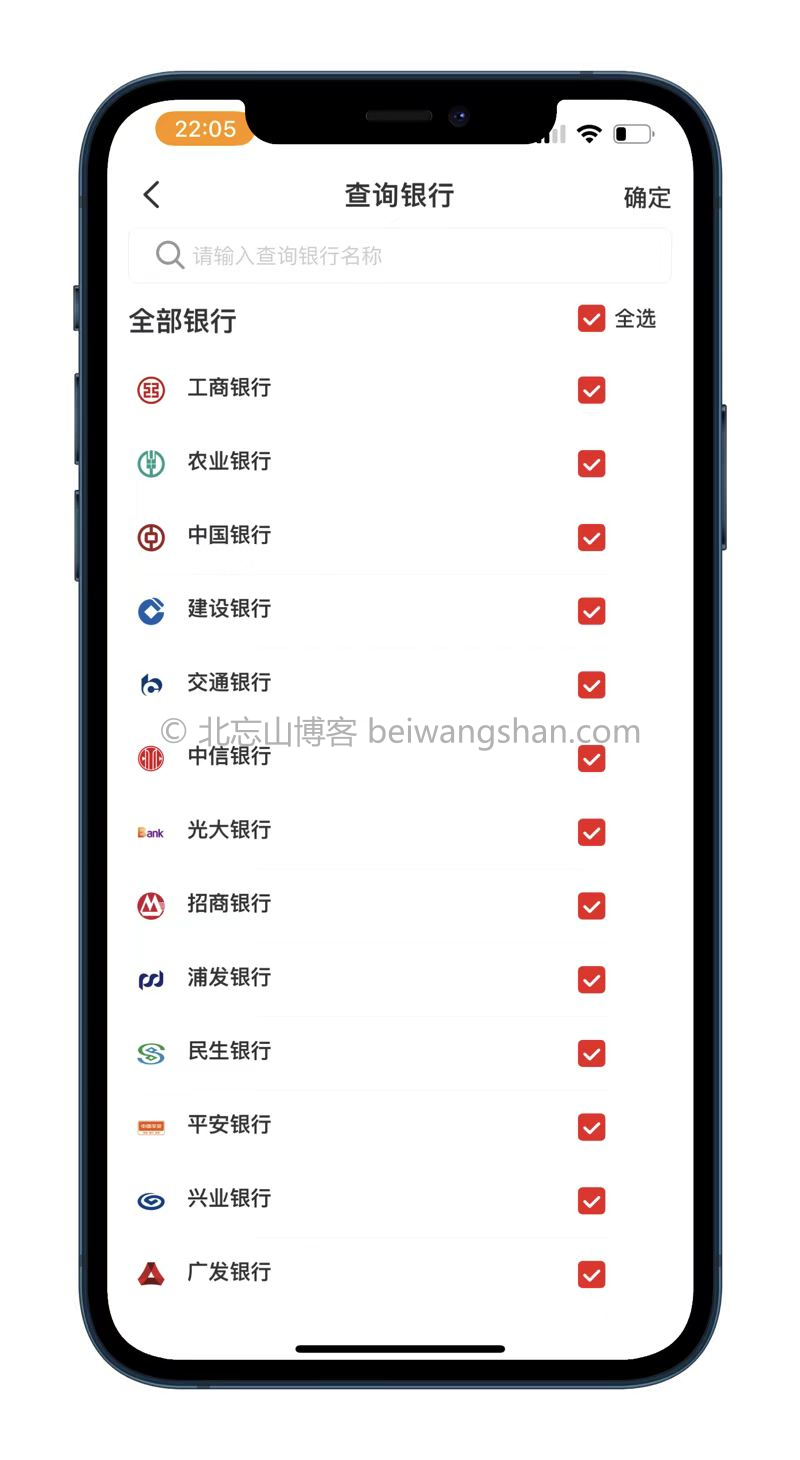 22:05
查询银行
确定
请输入查询银行名称
全部银行
全选
工商银行
农业银行
中国银行
建设银行
交通银行
© 北忘山博客 beiwangshan.com
中信银行
Bank
光大银行
招商银行
浦发银行
民生银行
平安银行
兴业银行
广发银行